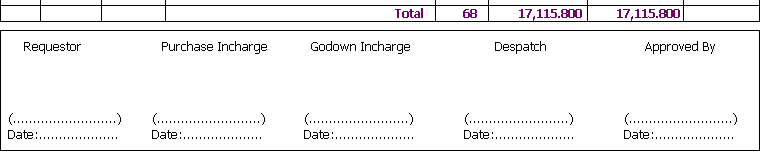 Total 68 17,115.800 17,115.800
Requestor Purchase Incharge Godown Incharge Despatch Approved By
(..........................) (..........................) (..........................) (..........................) (..........................)
Date:.................... Date:.................... Date:.................... Date:.................... Date:....................